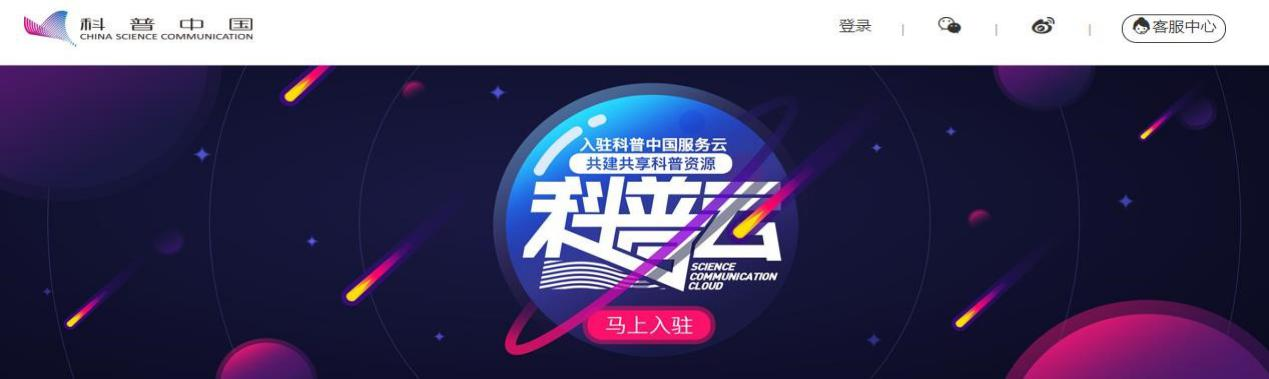 科普中国
CHINA SCIENCE COMMUNICATION
登录 | | | 客服中心
入驻科普中国服务云
共建共享科普资源
科普云
SCIENCE
COMMUNICATION
CLOUD
马上入驻